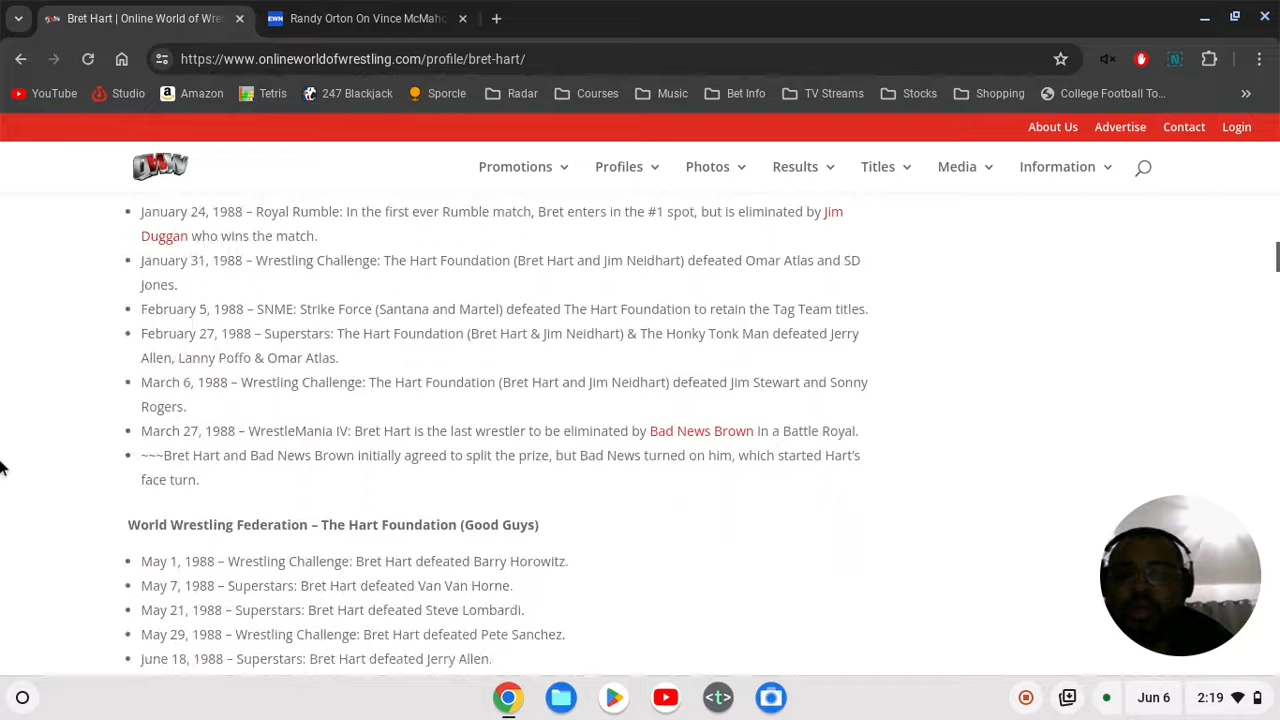 Bret Hart | Online World of Wre
Randy Orton On Vince McMaho
https://www.onlineworldofwrestling.com/profile/bret-hart/
YouTube Studio Amazon Tetris 247 Blackjack Sporcle Radar Courses Music Bet Info TV Streams Stocks Shopping College Football To...
About Us Advertise Contact Login
OWW Promotions Profiles Photos Results Titles Media Information
• January 24, 1988 – Royal Rumble: In the first ever Rumble match, Bret enters in the #1 spot, but is eliminated by Jim
Duggan who wins the match.
• January 31, 1988 – Wrestling Challenge: The Hart Foundation (Bret Hart and Jim Neidhart) defeated Omar Atlas and SD
Jones.
• February 5, 1988 – SNME: Strike Force (Santana and Martel) defeated The Hart Foundation to retain the Tag Team titles.
• February 27, 1988 – Superstars: The Hart Foundation (Bret Hart & Jim Neidhart) & The Honky Tonk Man defeated Jerry
Allen, Lanny Poffo & Omar Atlas.
• March 6, 1988 – Wrestling Challenge: The Hart Foundation (Bret Hart and Jim Neidhart) defeated Jim Stewart and Sonny
Rogers.
• March 27, 1988 – WrestleMania IV: Bret Hart is the last wrestler to be eliminated by Bad News Brown in a Battle Royal.
• ~~~Bret Hart and Bad News Brown initially agreed to split the prize, but Bad News turned on him, which started Hart's
face turn.
World Wrestling Federation – The Hart Foundation (Good Guys)
• May 1, 1988 – Wrestling Challenge: Bret Hart defeated Barry Horowitz.
• May 7, 1988 – Superstars: Bret Hart defeated Van Van Horne.
• May 21, 1988 – Superstars: Bret Hart defeated Steve Lombardi.
• May 29, 1988 – Wrestling Challenge: Bret Hart defeated Pete Sanchez.
• June 18, 1988 – Superstars: Bret Hart defeated Jerry Allen.
Jun 6 2:19